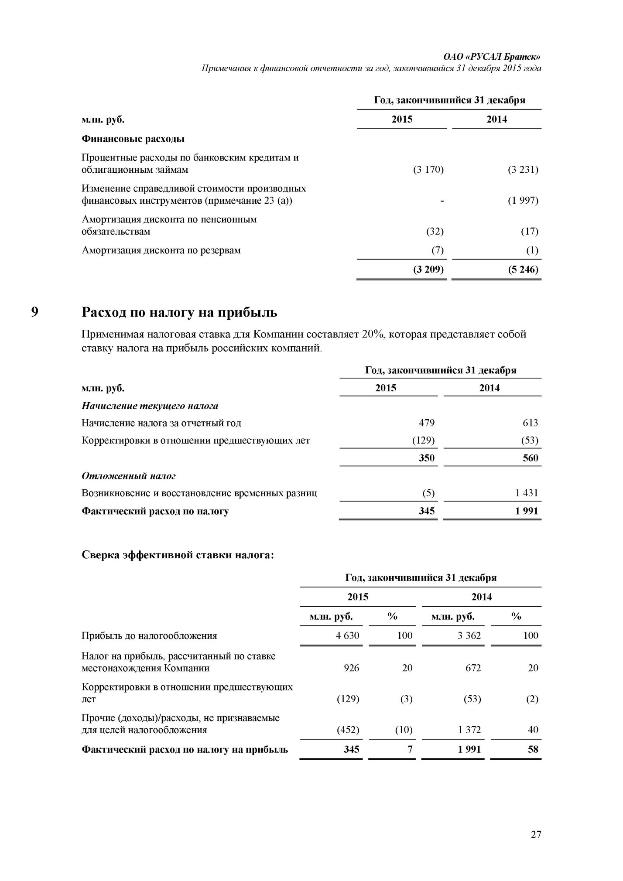 ОАО «РУСАЛ Братск»
Примечания к финансовой отчетности за год, закончившийся 31 декабря 2015 года
Год, закончившийся 31 декабря
млн. руб. 2015 2014
Финансовые расходы
Процентные расходы по банковским кредитам и
облигационным займам (3 170) (3 231)
Изменение справедливой стоимости производных
финансовых инструментов (примечание 23 (а)) - (1 997)
Амортизация дисконта по пенсионным
обязательствам (32) (17)
Амортизация дисконта по резервам (7) (1)
(3 209) (5 246)
9 Расход по налогу на прибыль
Применимая налоговая ставка для Компании составляет 20%, которая представляет собой
ставку налога на прибыль российских компаний.
Год, закончившийся 31 декабря
млн. руб. 2015 2014
Начисление текущего налога
Начисление налога за отчетный год 479 613
Корректировки в отношении предшествующих лет (129) (53)
350 560
Отложенный налог
Возникновение и восстановление временных разниц (5) 1 431
Фактический расход по налогу 345 1 991
Сверка эффективной ставки налога:
Год, закончившийся 31 декабря
2015 2014
млн. руб. % млн. руб. %
Прибыль до налогообложения 4 630 100 3 362 100
Налог на прибыль, рассчитанный по ставке
местонахождения Компании 926 20 672 20
Корректировки в отношении предшествующих
лет (129) (3) (53) (2)
Прочие (доходы)/расходы, не признаваемые
для целей налогообложения (452) (10) 1 372 40
Фактический расход по налогу на прибыль 345 7 1 991 58
27